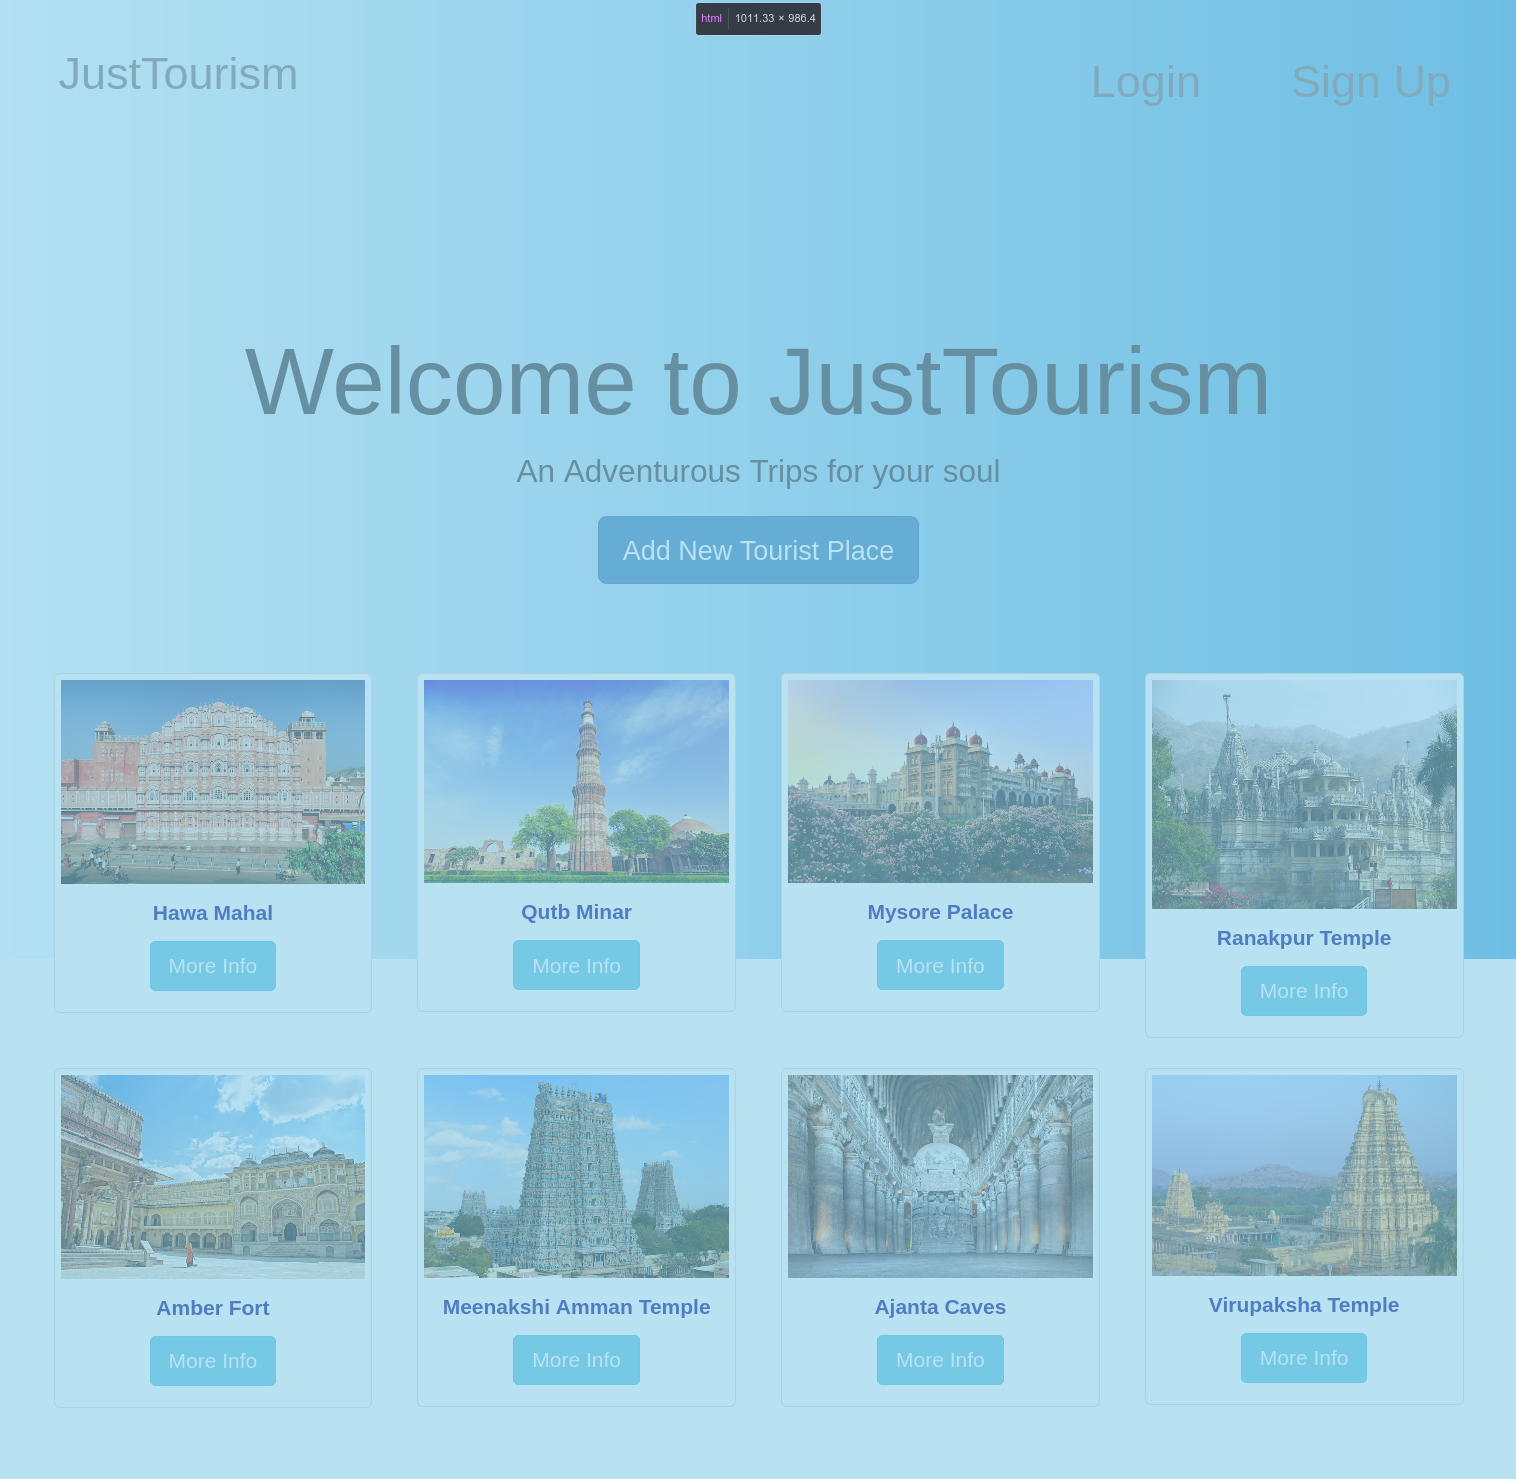 html 1011.33 × 986.4
JustTourism
Login Sign Up
Welcome to JustTourism
An Adventurous Trips for your soul
Add New Tourist Place
Hawa Mahal
More Info
Qutb Minar
More Info
Mysore Palace
More Info
Ranakpur Temple
More Info
Amber Fort
More Info
Meenakshi Amman Temple
More Info
Ajanta Caves
More Info
Virupaksha Temple
More Info